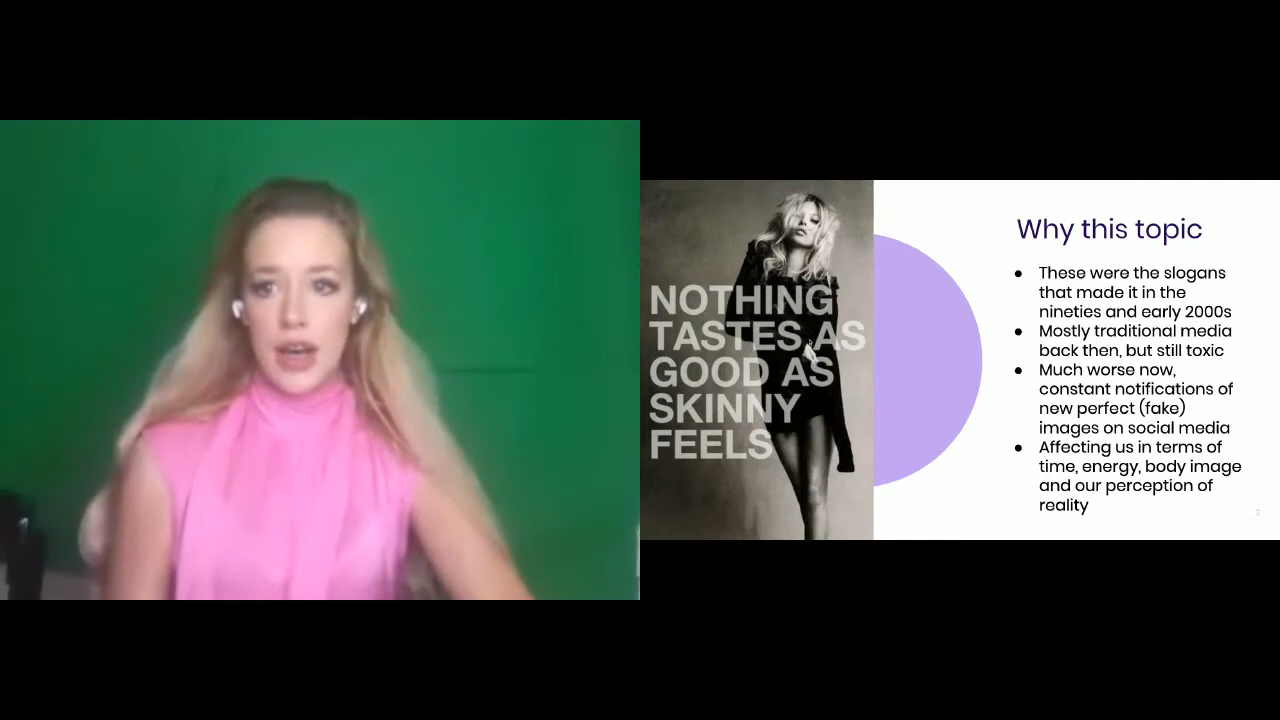 NOTHING
TASTES AS
GOOD AS
SKINNY
FEELS
Why this topic
● These were the slogans
that made it in the
nineties and early 2000s
● Mostly traditional media
back then, but still toxic
● Much worse now,
constant notifications of
new perfect (fake)
images on social media
● Affecting us in terms of
time, energy, body image
and our perception of
reality
2